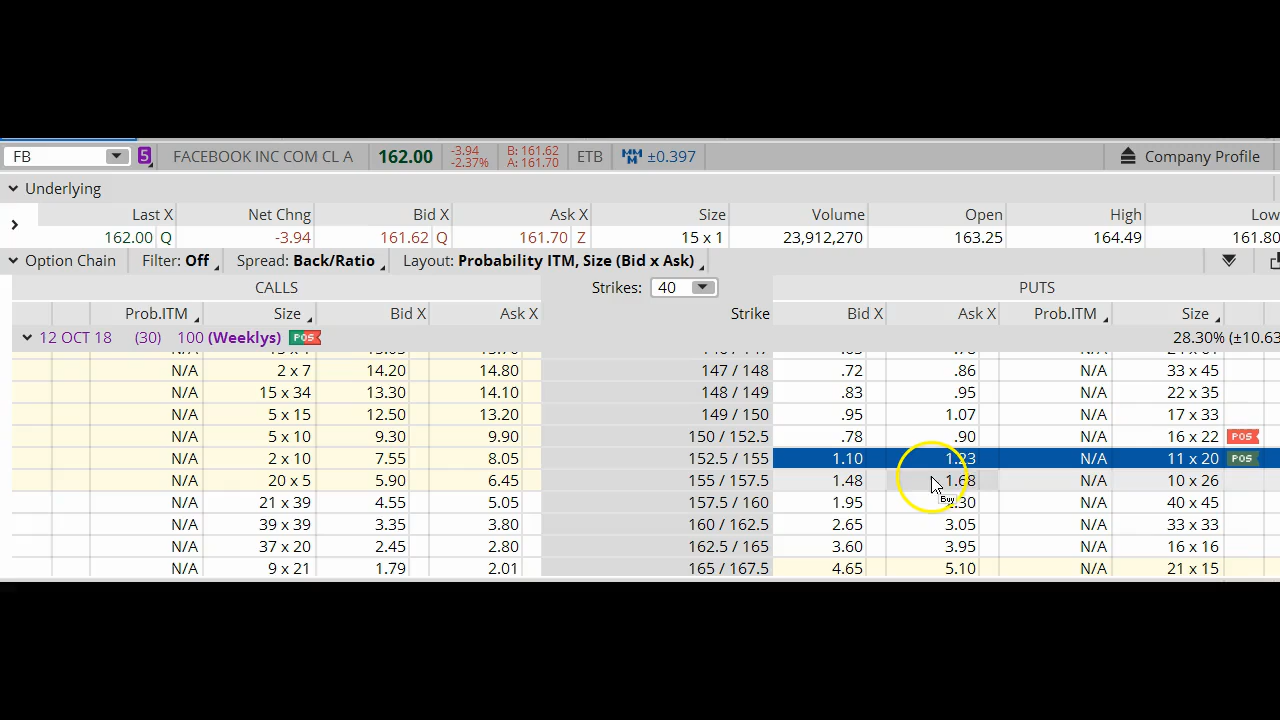 FB 5 FACEBOOK INC COM CL A 162.00 -3.94 -2.37% B: 161.62 A: 161.70 ETB MMM ±0.397 Company Profile
Underlying
Last X Net Chng Bid X Ask X Size Volume Open High Low
162.00 Q -3.94 161.62 Q 161.70 Z 15 x 1 23,912,270 163.25 164.49 161.80
Option Chain Filter: Off Spread: Back/Ratio Layout: Probability ITM, Size (Bid x Ask)
CALLS Strikes: 40 PUTS
Prob.ITM Size Bid X Ask X Strike Bid X Ask X Prob.ITM Size
12 OCT 18 (30) 100 (Weeklys) POS 28.30% (±10.63
N/A 2 x 7 14.20 14.80 147 / 148 .72 .86 N/A 33 x 45
N/A 15 x 34 13.30 14.10 148 / 149 .83 .95 N/A 22 x 35
N/A 5 x 15 12.50 13.20 149 / 150 .95 1.07 N/A 17 x 33
N/A 5 x 10 9.30 9.90 150 / 152.5 .78 .90 N/A 16 x 22 POS
N/A 2 x 10 7.55 8.05 152.5 / 155 1.10 1.23 N/A 11 x 20 POS
N/A 20 x 5 5.90 6.45 155 / 157.5 1.48 1.68 N/A 10 x 26
Buy
N/A 21 x 39 4.55 5.05 157.5 / 160 1.95 .30 N/A 40 x 45
N/A 39 x 39 3.35 3.80 160 / 162.5 2.65 3.05 N/A 33 x 33
N/A 37 x 20 2.45 2.80 162.5 / 165 3.60 3.95 N/A 16 x 16
N/A 9 x 21 1.79 2.01 165 / 167.5 4.65 5.10 N/A 21 x 15